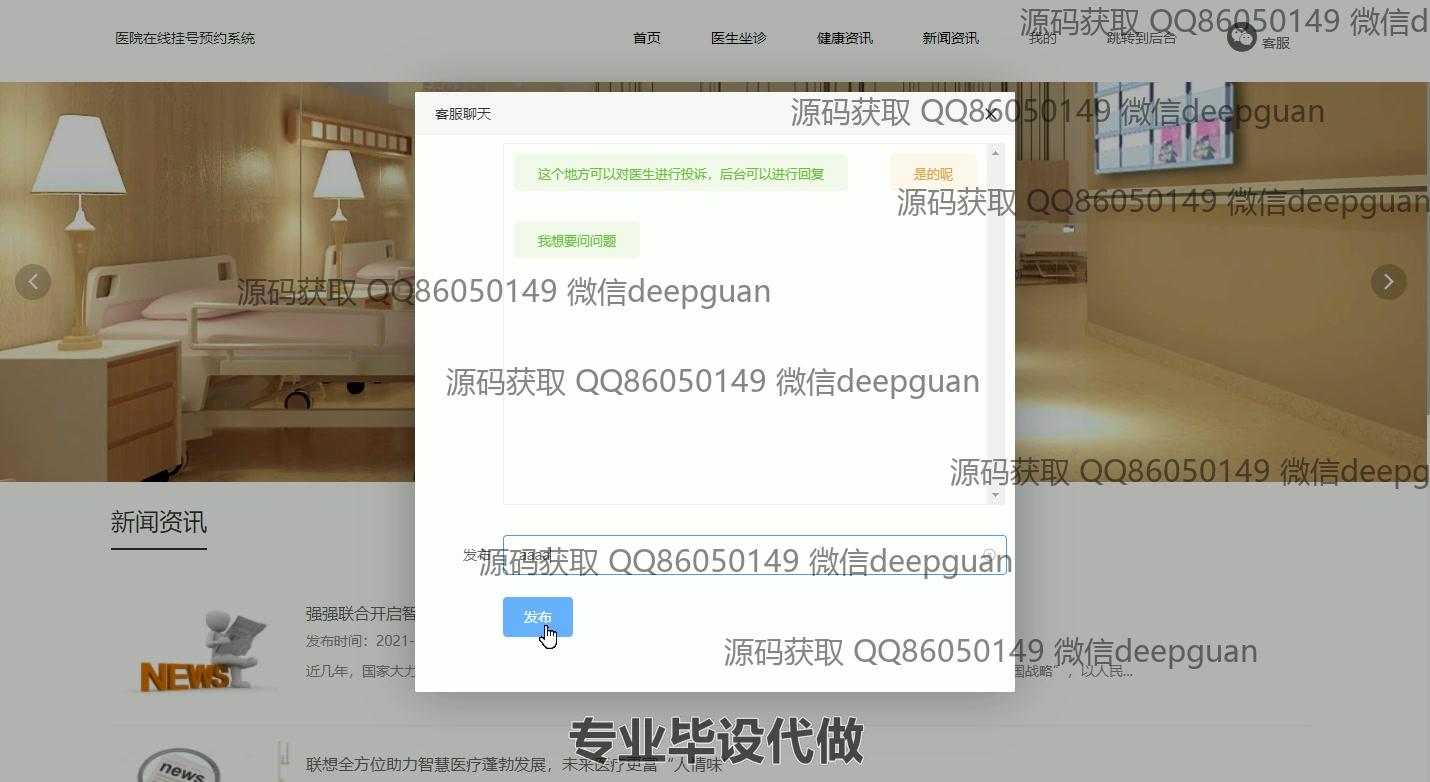 医院在线挂号预约系统 首页 医生坐诊 健康资讯 新闻资讯 我的 跳转到后台 客服
源码获取 QQ86050149 微信d
客服聊天
源码获取 QQ86050149 微信deepguan
这个地方可以对医生进行投诉，后台可以进行回复
是的呢
源码获取 QQ86050149 微信deepguan
我想要问问题
源码获取 QQ86050149 微信deepguan
源码获取 QQ86050149 微信deepguan
源码获取 QQ86050149 微信deepg
新闻资讯
发布
源码获取 QQ86050149 微信deepguan
强强联合开启智
发布
发布时间：2021-
源码获取 QQ86050149 微信deepguan
近几年，国家大力
国战略”，以人民...
NEWS
专业毕设代做
联想全方位助力智慧医疗蓬勃发展，未来医疗更富“人情味
news